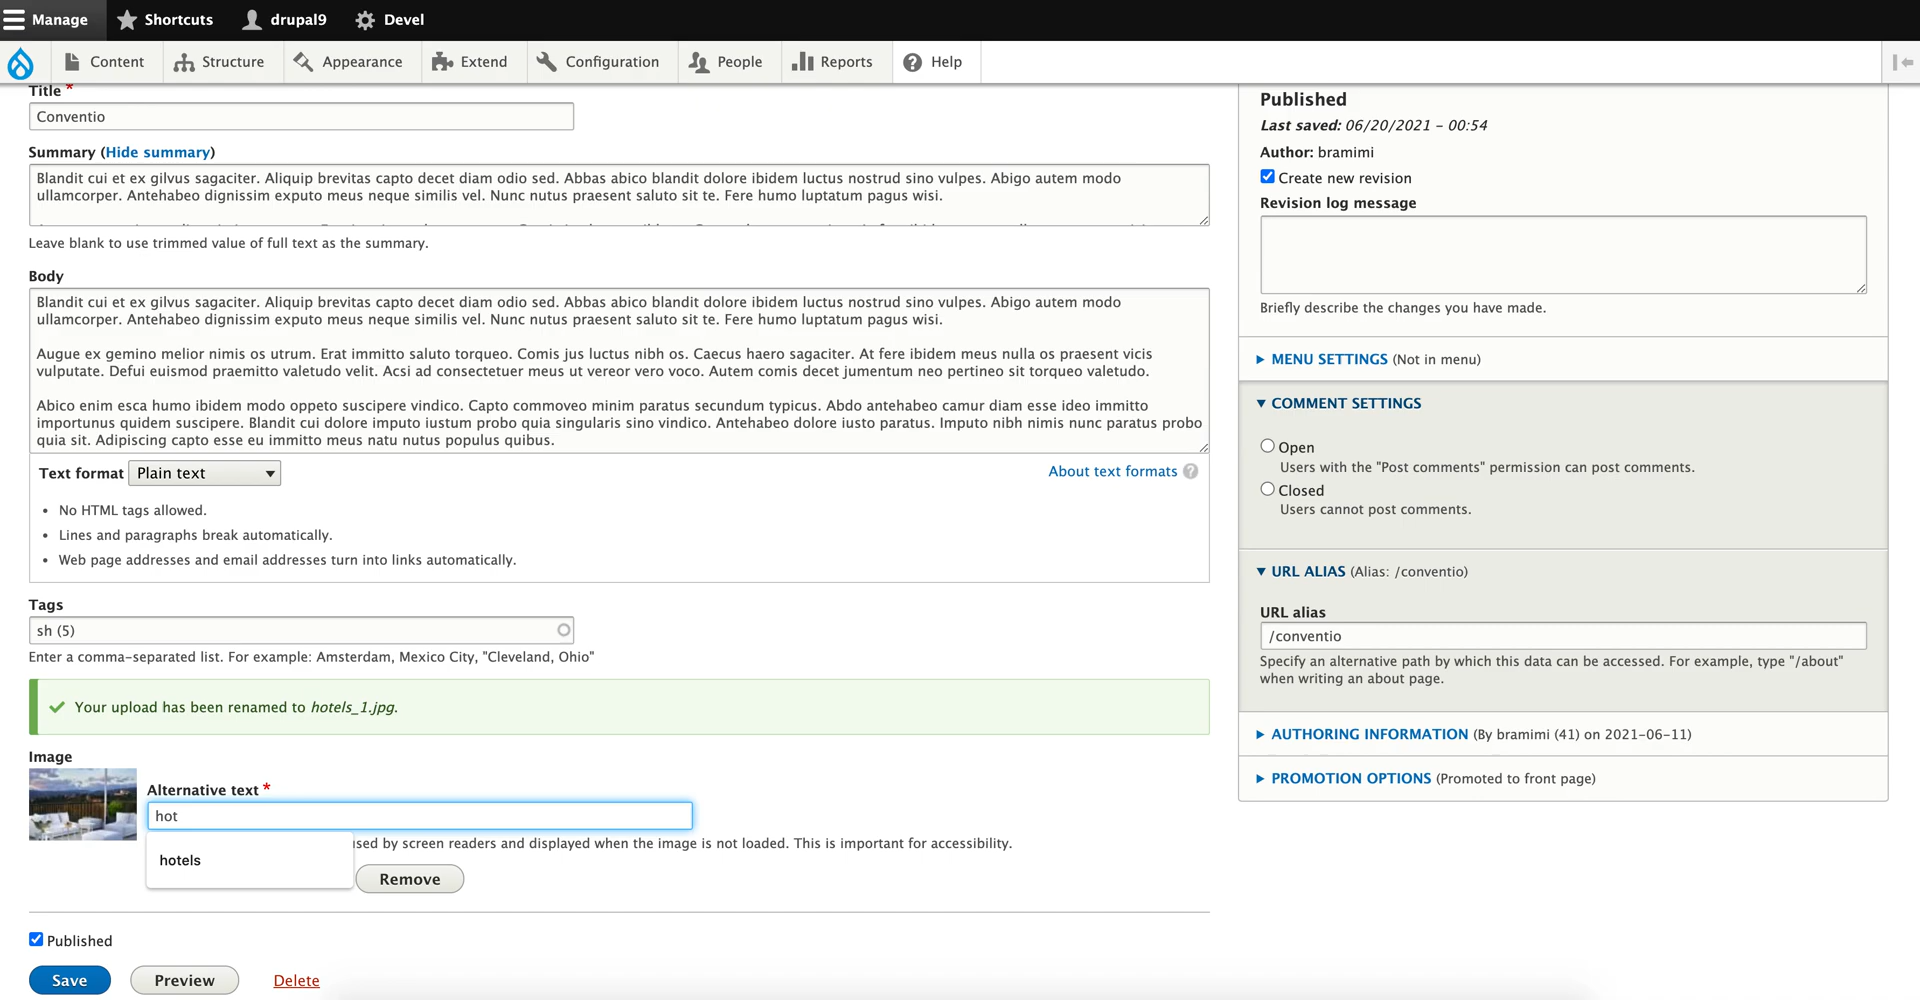 Manage
Shortcuts
drupal9
Devel
Content
Structure
Appearance
Extend
Configuration
People
Reports
Help
Title *
Conventio
Summary (Hide summary)
Blandit cui et ex gilvus sagaciter. Aliquip brevitas capto decet diam odio sed. Abbas abico blandit dolore ibidem luctus nostrud sino vulpes. Abigo autem modo
ullamcorper. Antehabeo dignissim exputo meus neque similis vel. Nunc nutus praesent saluto sit te. Fere humo luptatum pagus wisi.
Leave blank to use trimmed value of full text as the summary.
Body
Blandit cui et ex gilvus sagaciter. Aliquip brevitas capto decet diam odio sed. Abbas abico blandit dolore ibidem luctus nostrud sino vulpes. Abigo autem modo
ullamcorper. Antehabeo dignissim exputo meus neque similis vel. Nunc nutus praesent saluto sit te. Fere humo luptatum pagus wisi.
Augue ex gemino melior nimis os utrum. Erat immitto saluto torqueo. Comis jus luctus nibh os. Caecus haero sagaciter. At fere ibidem meus nulla os praesent vicis
vulputate. Defui euismod praemitto valetudo velit. Acsi ad consectetuer meus ut vereor vero voco. Autem comis decet jumentum neo pertineo sit torqueo valetudo.
Abico enim esca humo ibidem modo oppeto suscipere vindico. Capto commoveo minim paratus secundum typicus. Abdo antehabeo camur diam esse ideo immitto
importunus quidem suscipere. Blandit cui dolore imputo iustum probo quia singularis sino vindico. Antehabeo dolore iusto paratus. Imputo nibh nimis nunc paratus probo
quia sit. Adipiscing capto esse eu immitto meus natu nutus populus quibus.
Text format Plain text
About text formats ?
• No HTML tags allowed.
• Lines and paragraphs break automatically.
• Web page addresses and email addresses turn into links automatically.
Tags
sh (5)
Enter a comma-separated list. For example: Amsterdam, Mexico City, "Cleveland, Ohio"
Your upload has been renamed to hotels_1.jpg.
Image
Alternative text *
hot
used by screen readers and displayed when the image is not loaded. This is important for accessibility.
hotels
Remove
Published
Save
Preview
Delete
Published
Last saved: 06/20/2021 - 00:54
Author: bramimi
Create new revision
Revision log message
Briefly describe the changes you have made.
MENU SETTINGS (Not in menu)
COMMENT SETTINGS
Open
Users with the "Post comments" permission can post comments.
Closed
Users cannot post comments.
URL ALIAS (Alias: /conventio)
URL alias
/conventio
Specify an alternative path by which this data can be accessed. For example, type "/about"
when writing an about page.
AUTHORING INFORMATION (By bramimi (41) on 2021-06-11)
PROMOTION OPTIONS (Promoted to front page)